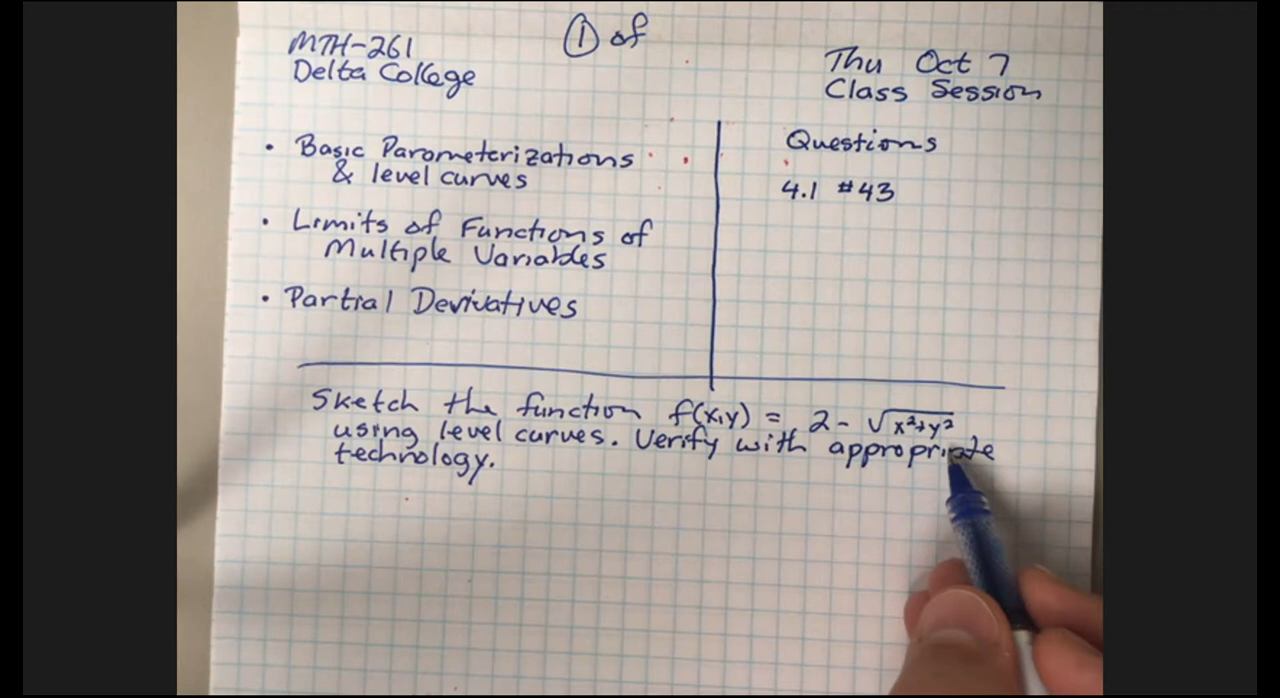 ① of
MTH-261
Delta College
Thu Oct 7
Class Session
• Basic Parameterizations
& level curves
• Limits of Functions of
Multiple Variables
• Partial Derivatives
Questions
4.1 #43
Sketch the function f(x,y) = 2 - √x²+y²
using level curves. Verify with appropriate
technology.